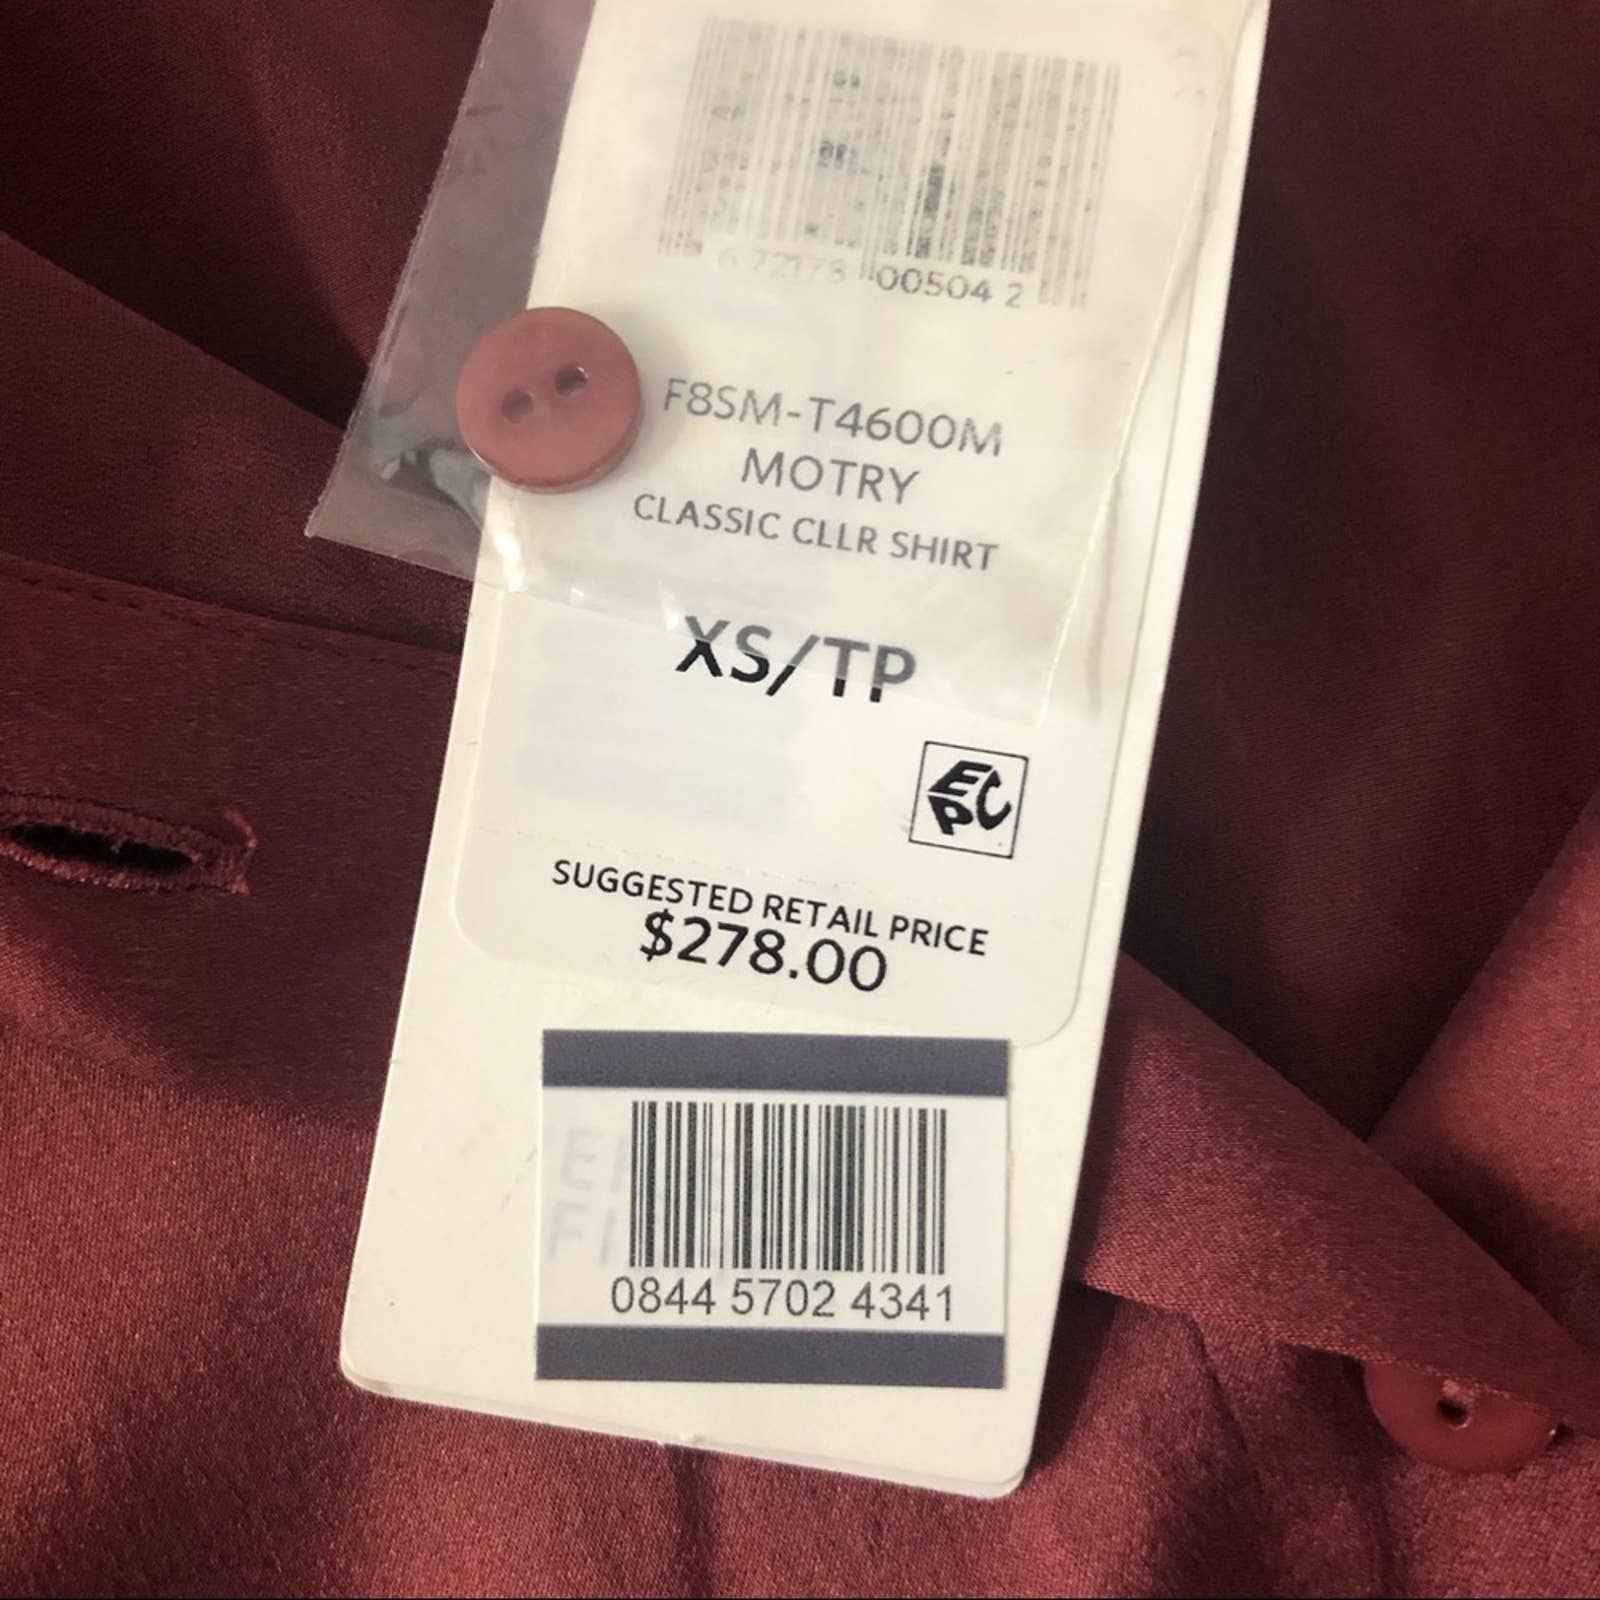 6 72178 00504 2
F8SM-T4600M
MOTRY
CLASSIC CLLR SHIRT
XS/TP
EPC
SUGGESTED RETAIL PRICE
$278.00
0844 5702 4341